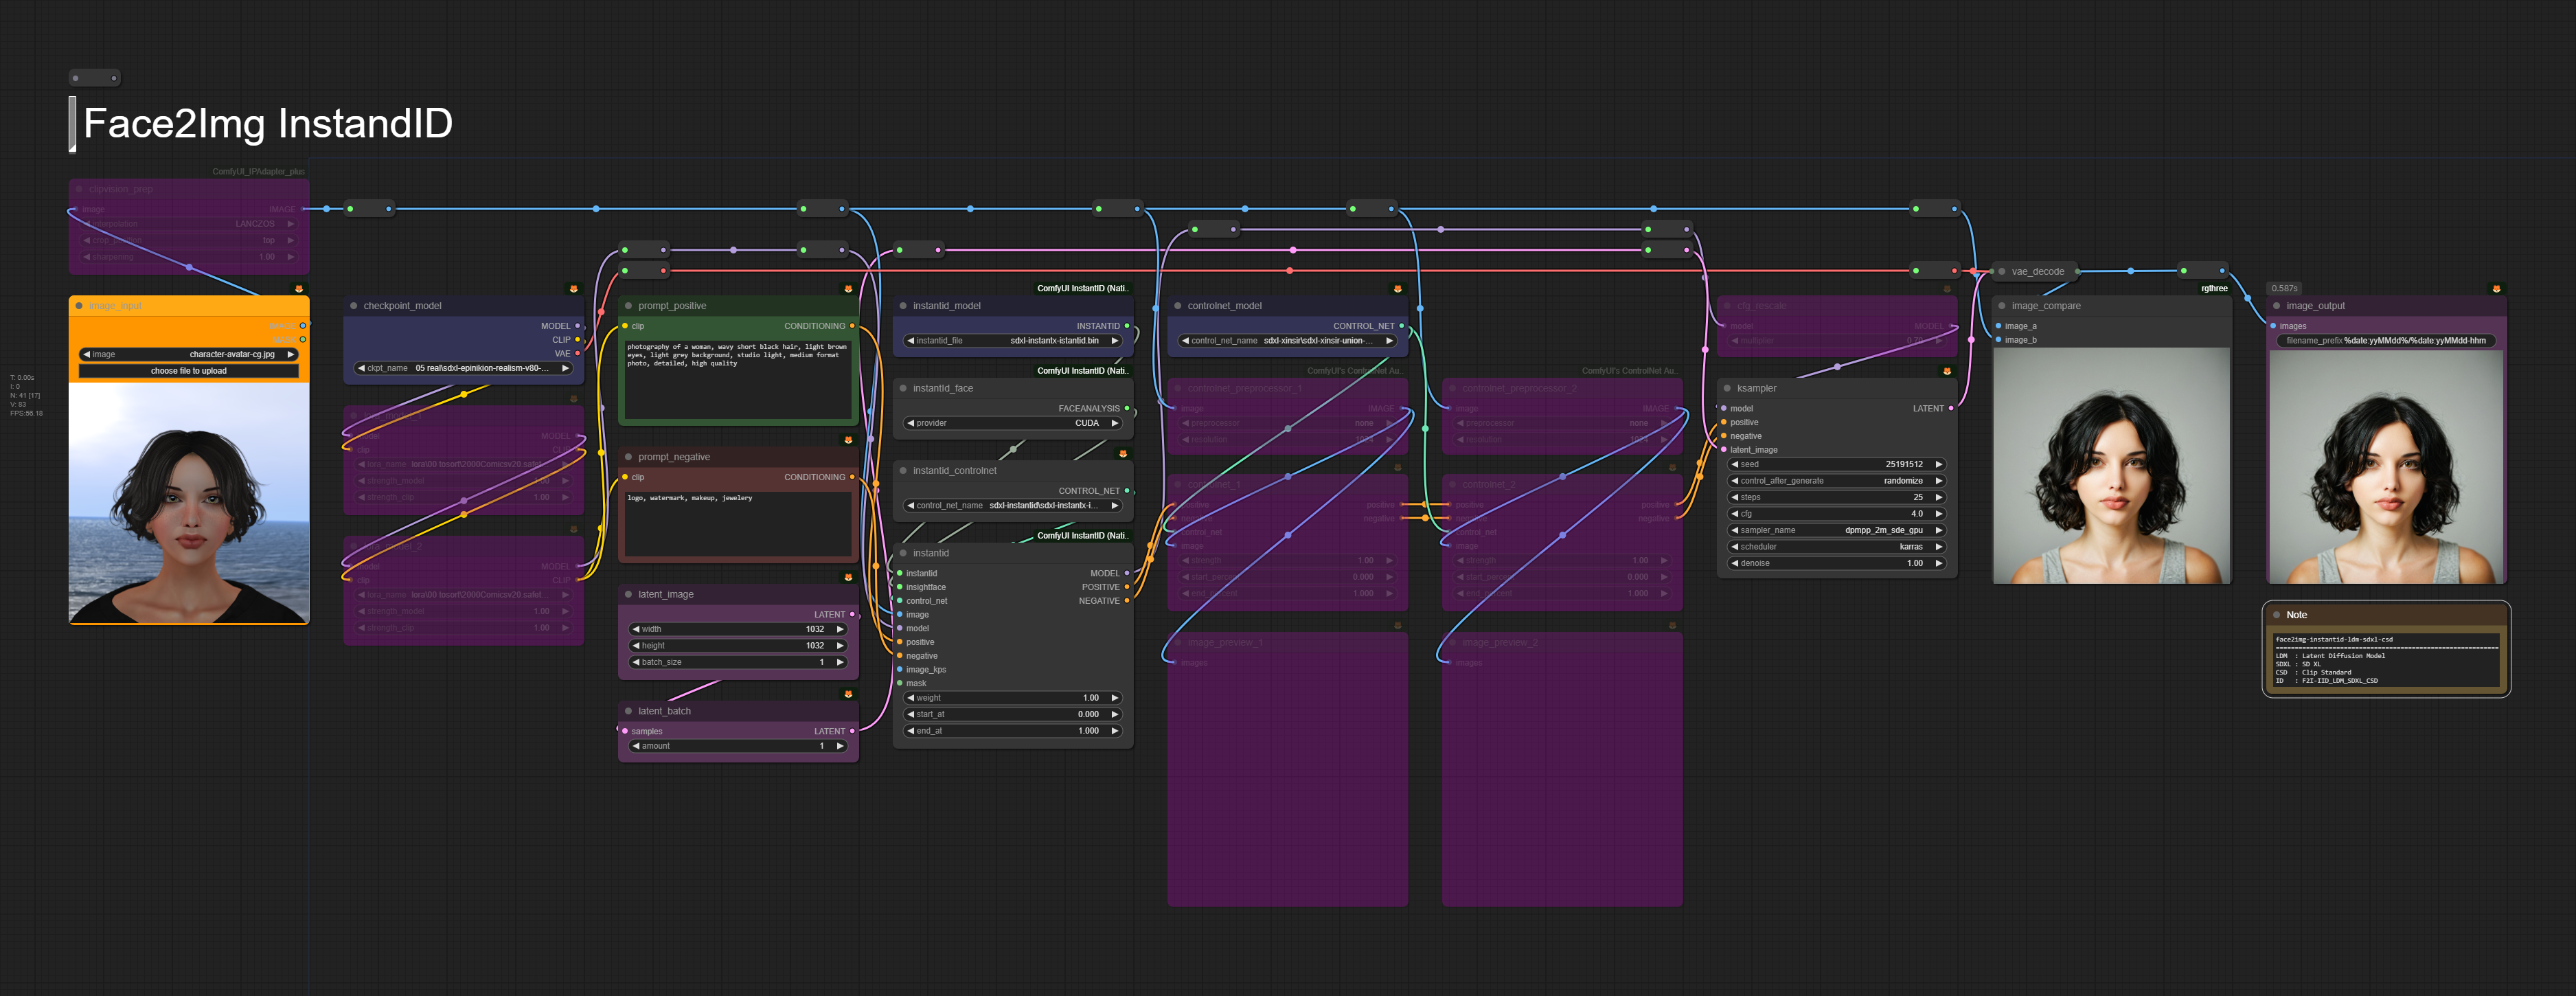 Face2Img InstandID
ComfyUI_IPAdapter_plus
clipvision_prep
image
IMAGE
interpolation
LANCZOS
crop_position
top
sharpening
1.00
image_input
IMAGE
MASK
image
character-avatar-cg.jpg
choose file to upload
T: 0.00s
I: 0
N: 41 [17]
V: 83
FPS:56.18
checkpoint_model
MODEL
CLIP
VAE
ckpt_name
05 real\sdxl-epinikion-realism-v80-...
model
MODEL
clip
CLIP
lora_name
lora\00 tosort\2000Comicsv20.safet...
strength_model
1.00
strength_clip
1.00
model
MODEL
clip
CLIP
lora_name
lora\00 tosort\2000Comicsv20.safet...
strength_model
1.00
strength_clip
1.00
prompt_positive
clip
CONDITIONING
photography of a woman, wavy short black hair, light brown
eyes, light grey background, studio light, medium format
photo, detailed, high quality
prompt_negative
clip
CONDITIONING
logo, watermark, makeup, jewelery
latent_image
LATENT
width
1032
height
1032
batch_size
1
latent_batch
samples
LATENT
amount
1
ComfyUI InstantID (Nati..
instantid_model
INSTANTID
instantid_file
sdxl-instantx-istantid.bin
ComfyUI InstantID (Nati..
instantId_face
FACEANALYSIS
provider
CUDA
instantid_controlnet
CONTROL_NET
control_net_name
sdxl-instantid\sdxl-instantx-i...
ComfyUI InstantID (Nati..
instantid
instantid
MODEL
insightface
POSITIVE
control_net
NEGATIVE
image
model
positive
negative
image_kps
mask
weight
1.00
start_at
0.000
end_at
1.000
controlnet_model
CONTROL_NET
control_net_name
sdxl-xinsir\sdxl-xinsir-union-...
ComfyUI's ControlNet Au..
controlnet_preprocessor_1
image
IMAGE
preprocessor
none
resolution
controlnet_1
positive
positive
negative
negative
control_net
image
strength
1.00
start_percent
0.000
end_percent
1.000
image_preview_1
images
ComfyUI's ControlNet Au..
controlnet_preprocessor_2
image
IMAGE
preprocessor
none
resolution
controlnet_2
positive
positive
negative
negative
control_net
image
strength
1.00
start_percent
0.000
end_percent
1.000
image_preview_2
images
cfg_rescale
model
MODEL
multiplier
ksampler
model
LATENT
positive
negative
latent_image
seed
25191512
control_after_generate
randomize
steps
25
cfg
4.0
sampler_name
dpmpp_2m_sde_gpu
scheduler
karras
denoise
1.00
vae_decode
rgthree
image_compare
image_a
image_b
0.587s
image_output
images
filename_prefix
%date:yyMMdd%/%date:yyMMdd-hhm
Note
face2img-instantid-ldm-sdxl-csd
LDM : Latent Diffusion Model
SDXL : SD XL
CSD : Clip Standard
ID : F2I-IID_LDM_SDXL_CSD